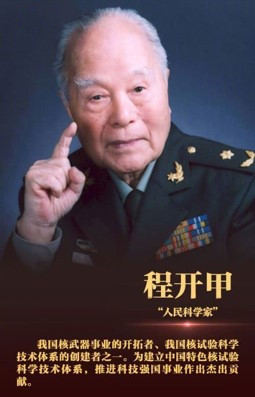 程开甲
“人民科学家”
我国核武器事业的开拓者、我国核试验科学
技术体系的创建者之一。为建立中国特色核试验
科学技术体系，推进科技强国事业作出杰出贡
献。